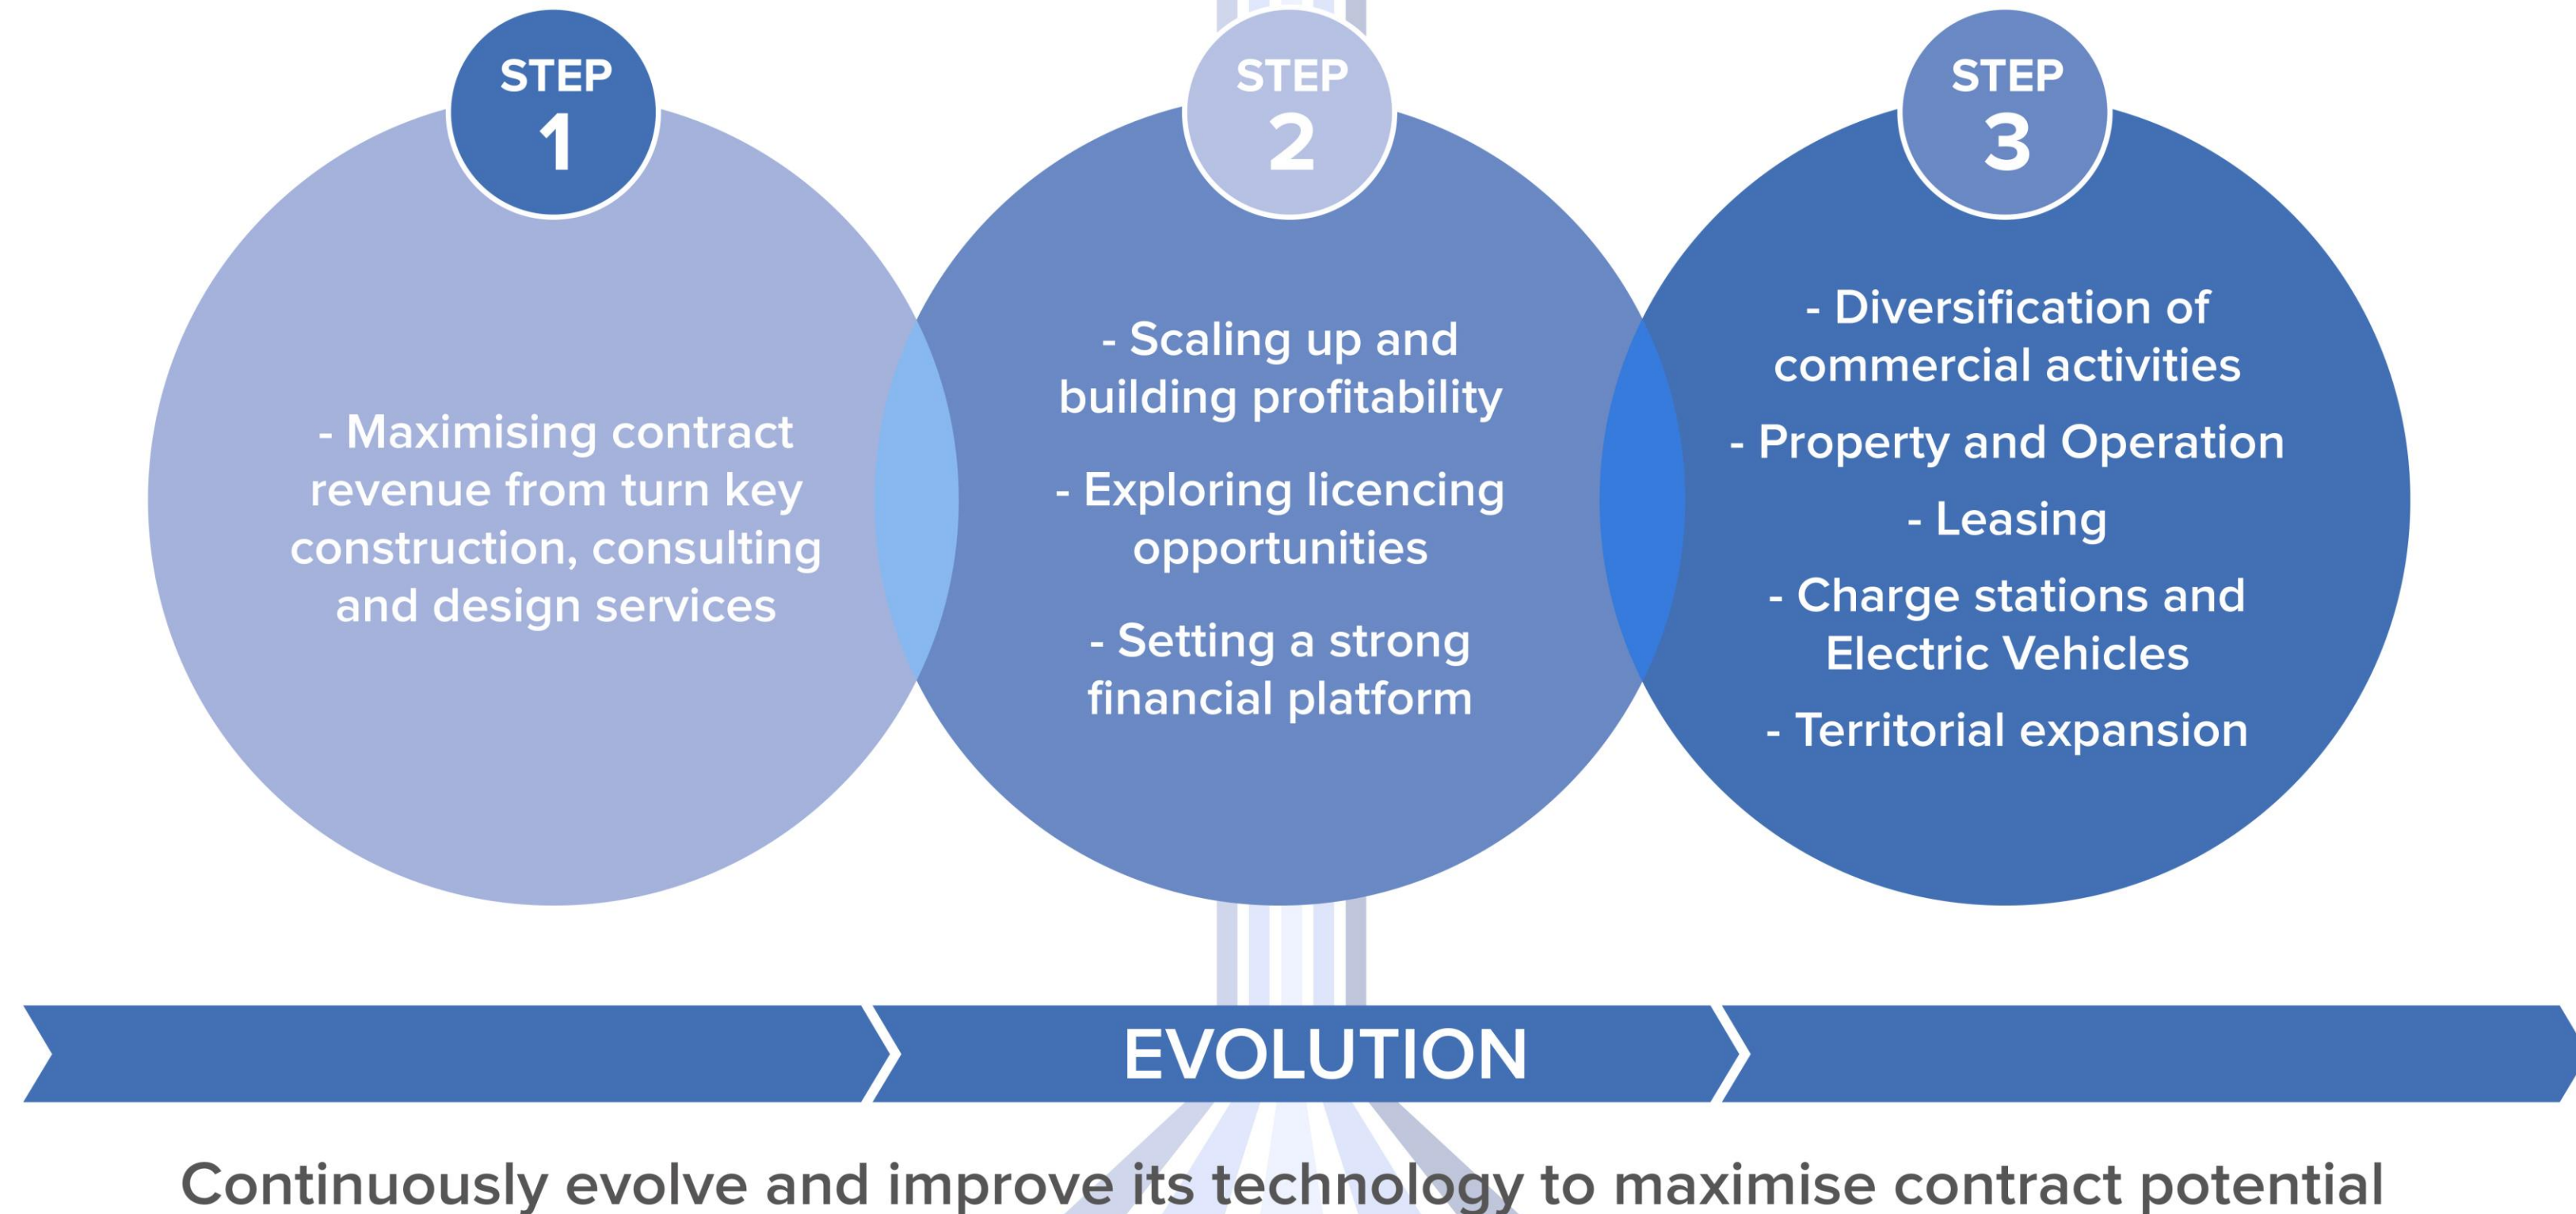 STEP
1
- Maximising contract
revenue from turn key
construction, consulting
and design services
STEP
2
- Scaling up and
building profitability
- Exploring licencing
opportunities
- Setting a strong
financial platform
STEP
3
- Diversification of
commercial activities
- Property and Operation
- Leasing
- Charge stations and
Electric Vehicles
- Territorial expansion
EVOLUTION
Continuously evolve and improve its technology to maximise contract potential